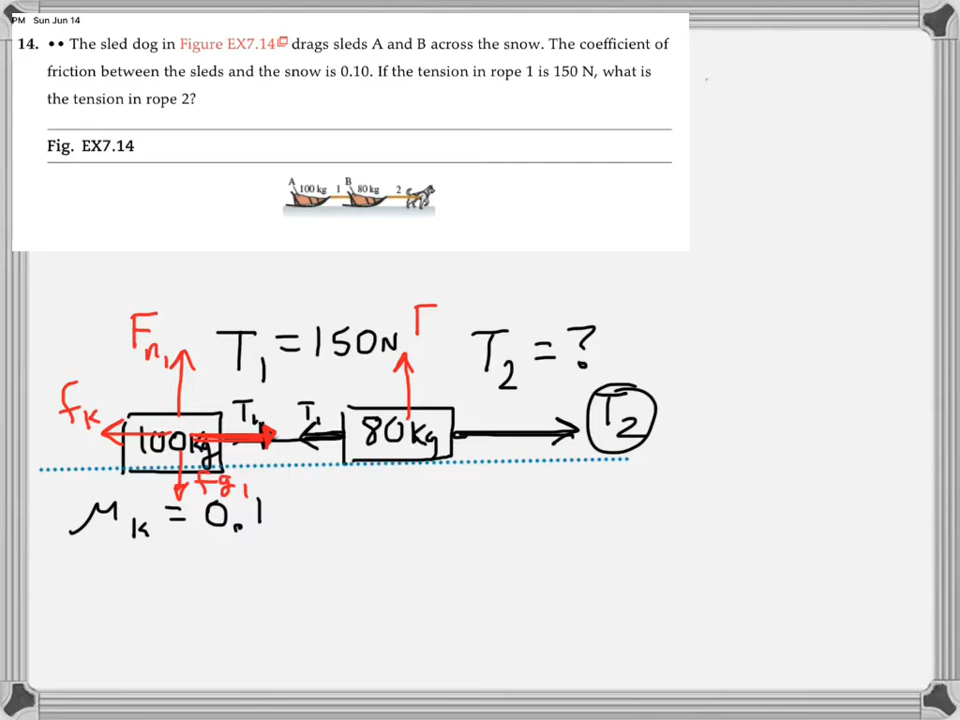 PM Sun Jun 14
14. •• The sled dog in Figure EX7.14 drags sleds A and B across the snow. The coefficient of
friction between the sleds and the snow is 0.10. If the tension in rope 1 is 150 N, what is
the tension in rope 2?
Fig. EX7.14
A 100 kg 1 B 80 kg 2
Fn1 T1 = 150N T2 = ?
fk 100kg T1 T1 80kg T2
fg1
μk = 0.1